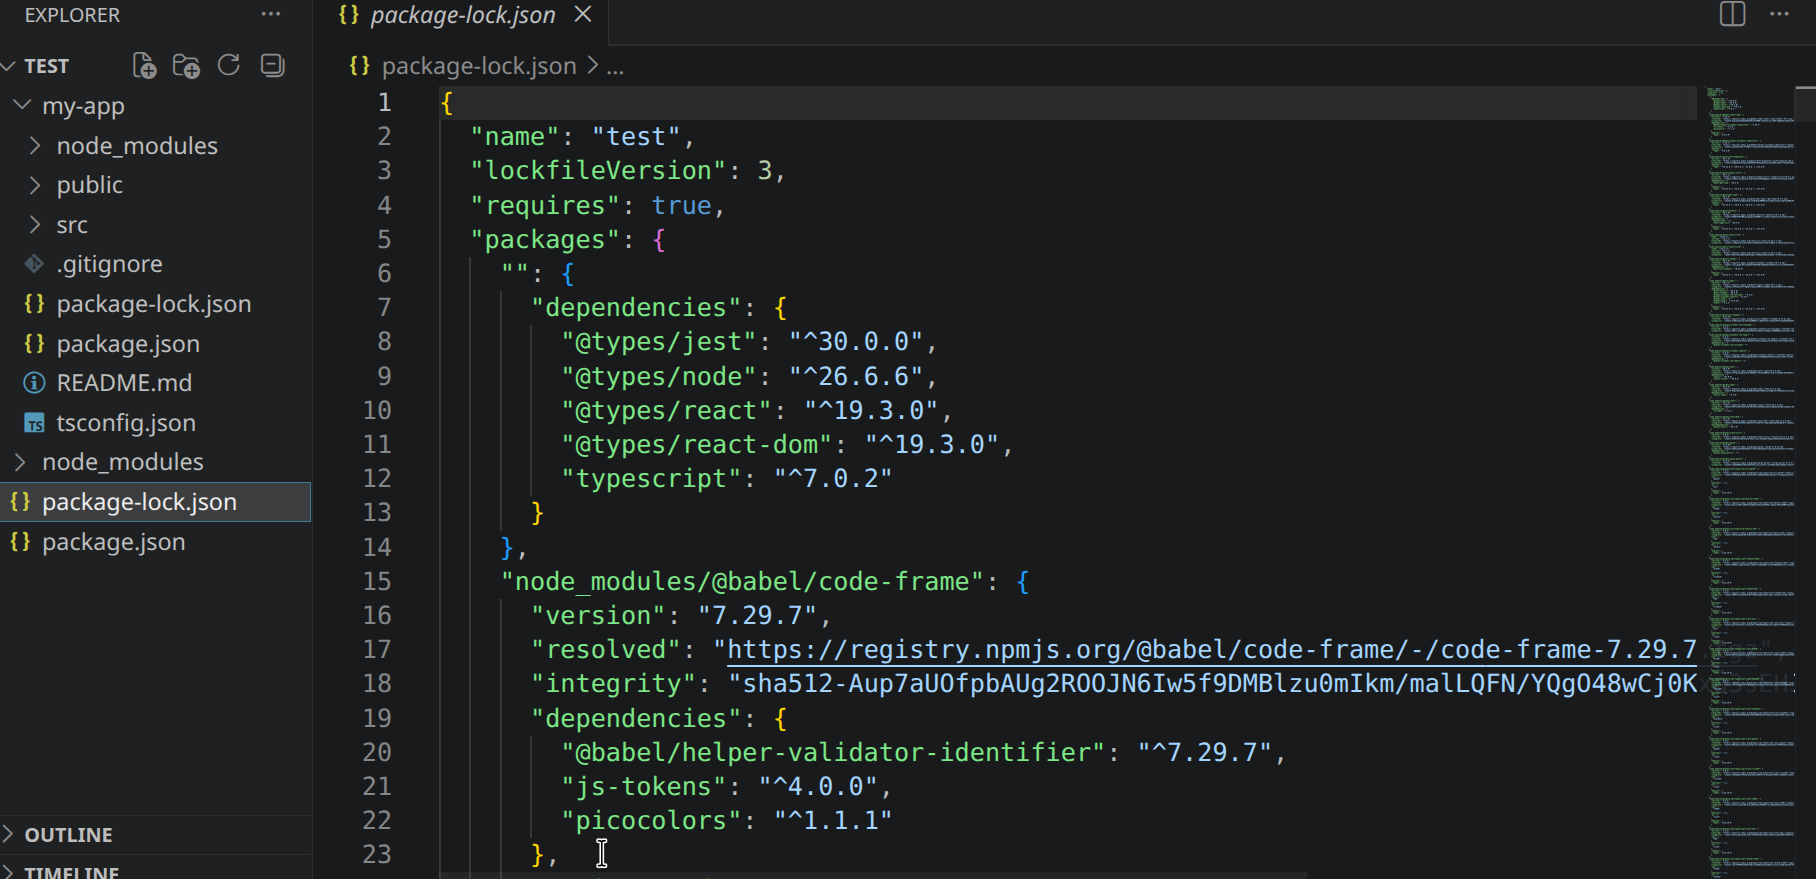 EXPLORER
TEST
my-app
node_modules
public
src
.gitignore
package-lock.json
package.json
README.md
tsconfig.json
node_modules
package-lock.json
package.json
OUTLINE
TIMELINE
package-lock.json
package-lock.json > ...
1 {
2 "name": "test",
3 "lockfileVersion": 3,
4 "requires": true,
5 "packages": {
6 "": {
7 "dependencies": {
8 "@types/jest": "^30.0.0",
9 "@types/node": "^26.6.6",
10 "@types/react": "^19.3.0",
11 "@types/react-dom": "^19.3.0",
12 "typescript": "^7.0.2"
13 }
14 },
15 "node_modules/@babel/code-frame": {
16 "version": "7.29.7",
17 "resolved": "https://registry.npmjs.org/@babel/code-frame/-/code-frame-7.29.7
18 "integrity": "sha512-Aup7aUOfpbAUg2ROOJN6Iw5f9DMBlzu0mIkm/malLQFN/YQgO48wCj0K
19 "dependencies": {
20 "@babel/helper-validator-identifier": "^7.29.7",
21 "js-tokens": "^4.0.0",
22 "picocolors": "^1.1.1"
23 },